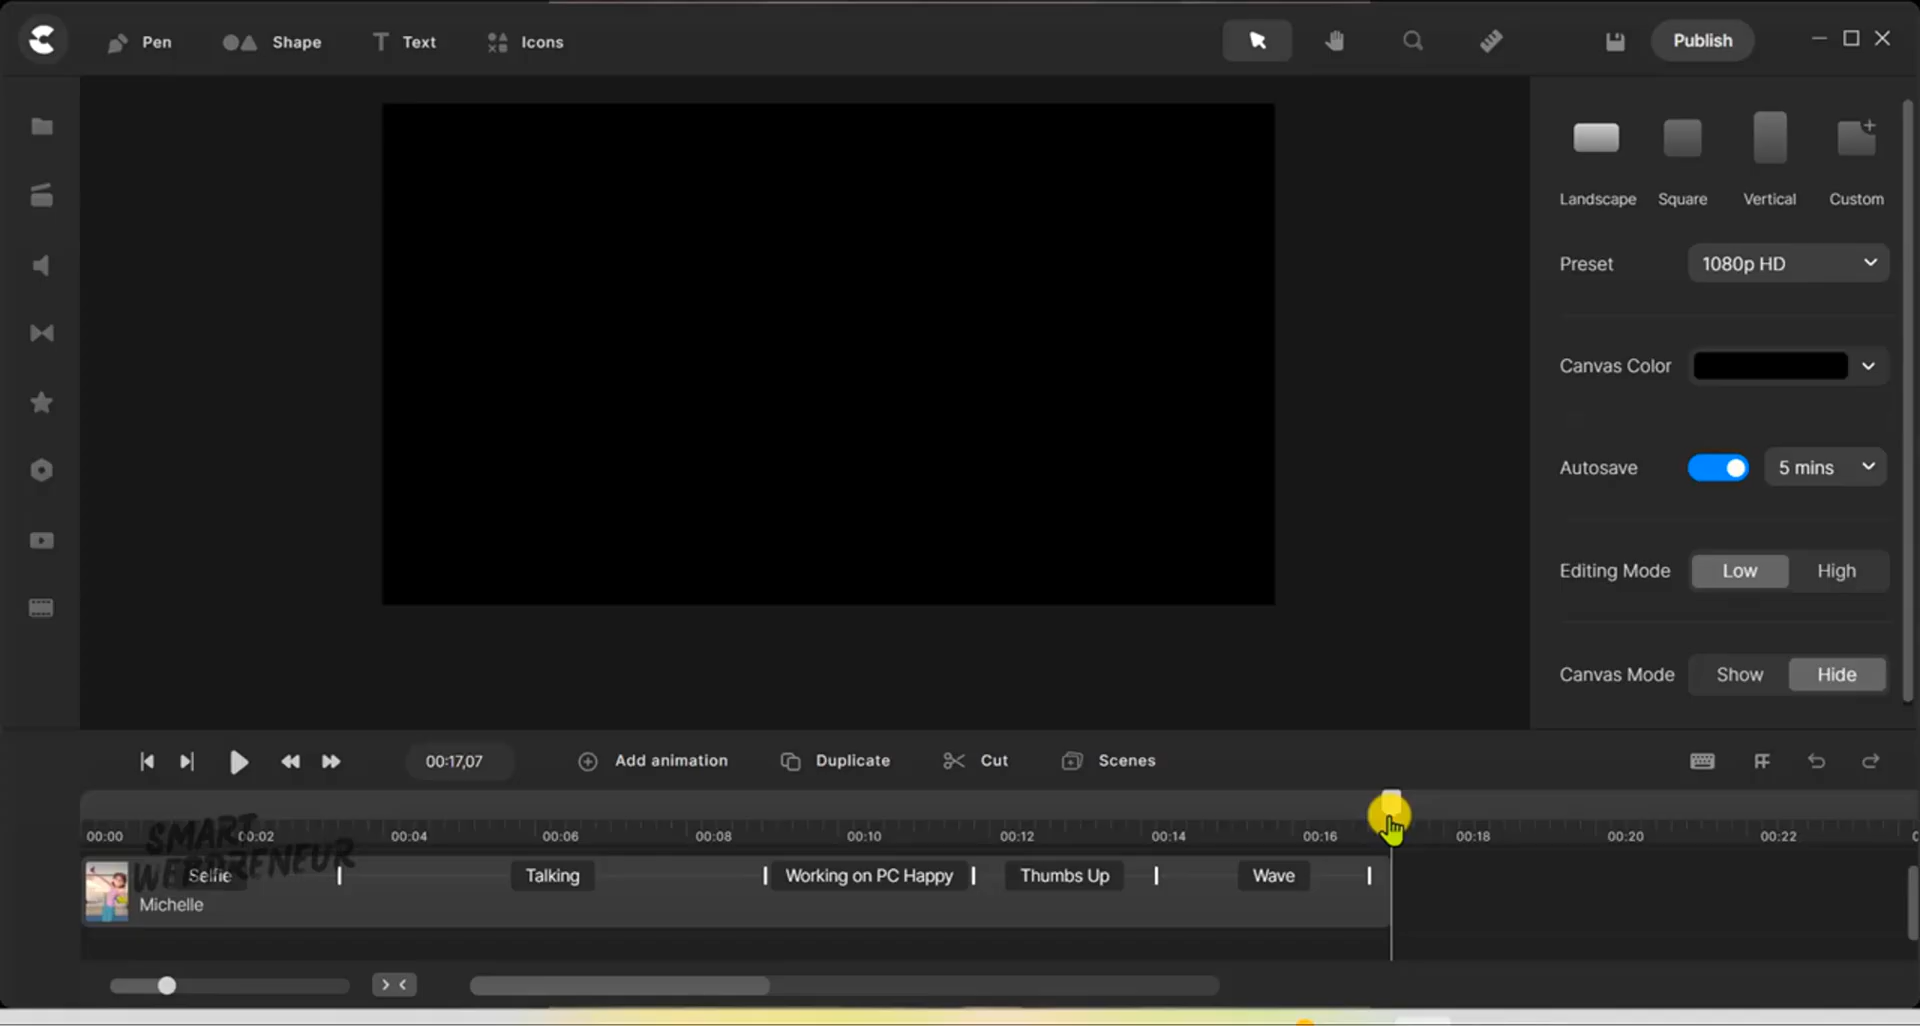 Pen
Shape
Text
Icons
Publish
Landscape
Square
Vertical
Custom
Preset
1080p HD
Canvas Color
Autosave
5 mins
Editing Mode
Low
High
Canvas Mode
Show
Hide
00:17,07
Add animation
Duplicate
Cut
Scenes
00:00
00:02
00:04
00:06
00:08
00:10
00:12
00:14
00:16
00:18
00:20
00:22
SMART
WEBPRENEUR
Selfie
Talking
Working on PC Happy
Thumbs Up
Wave
Michelle